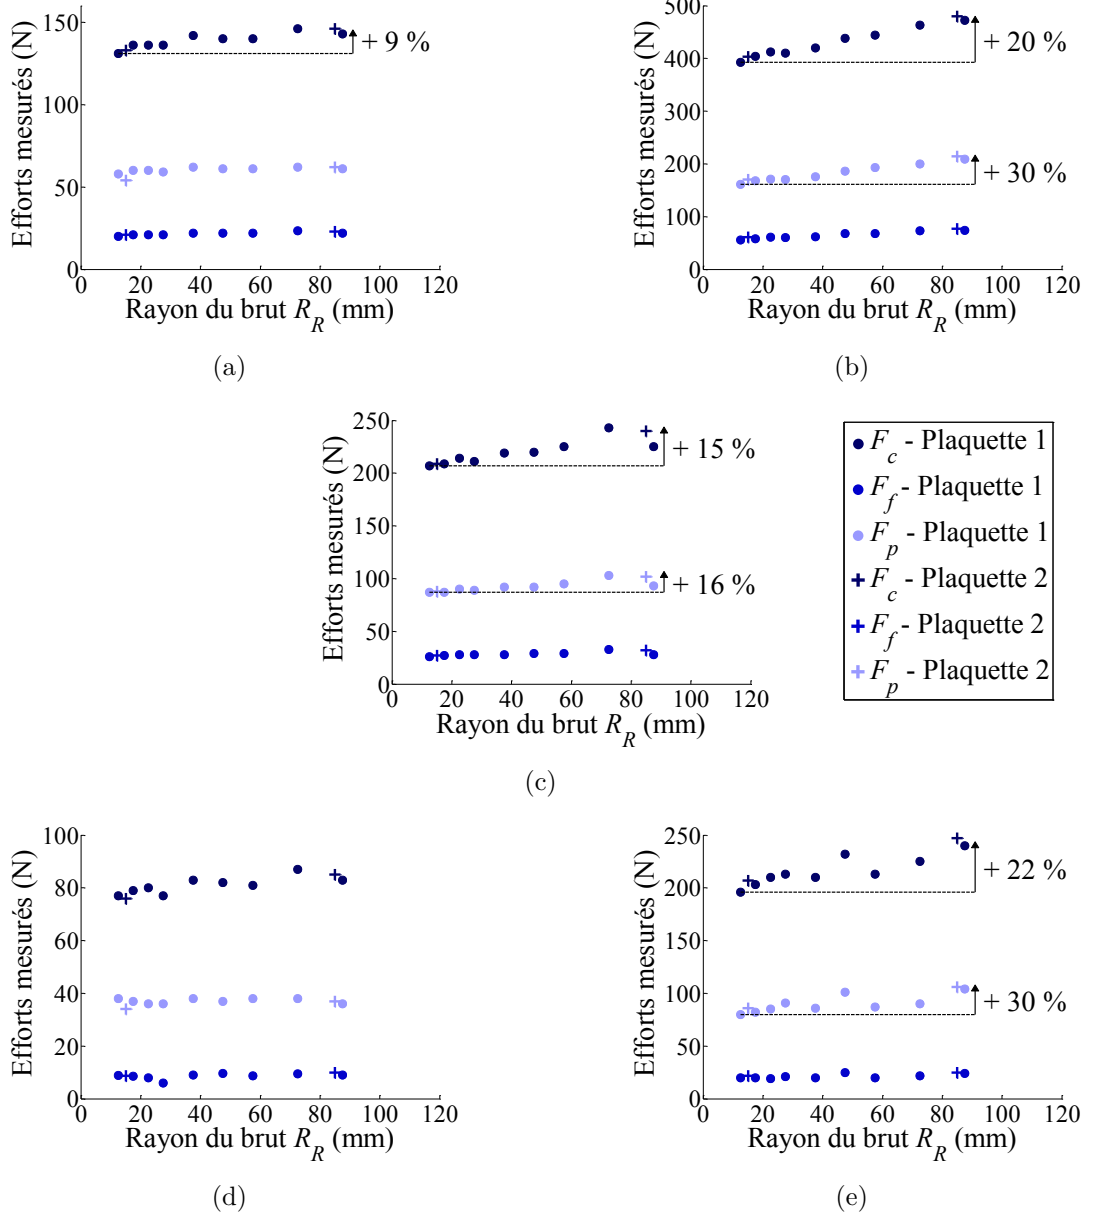 Efforts mesurés (N)
150
100
50
0
0 20 40 60 80 100 120
+ 9 %
Rayon du brut R_R (mm)
(a)
Efforts mesurés (N)
500
400
300
200
100
0
0 20 40 60 80 100 120
+ 20 %
+ 30 %
Rayon du brut R_R (mm)
(b)
Efforts mesurés (N)
250
200
150
100
50
0
0 20 40 60 80 100 120
+ 15 %
+ 16 %
Rayon du brut R_R (mm)
(c)
F_c - Plaquette 1
F_f - Plaquette 1
F_p - Plaquette 1
F_c - Plaquette 2
F_f - Plaquette 2
F_p - Plaquette 2
Efforts mesurés (N)
100
80
60
40
20
0
0 20 40 60 80 100 120
Rayon du brut R_R (mm)
(d)
Efforts mesurés (N)
250
200
150
100
50
0
0 20 40 60 80 100 120
+ 22 %
+ 30 %
Rayon du brut R_R (mm)
(e)